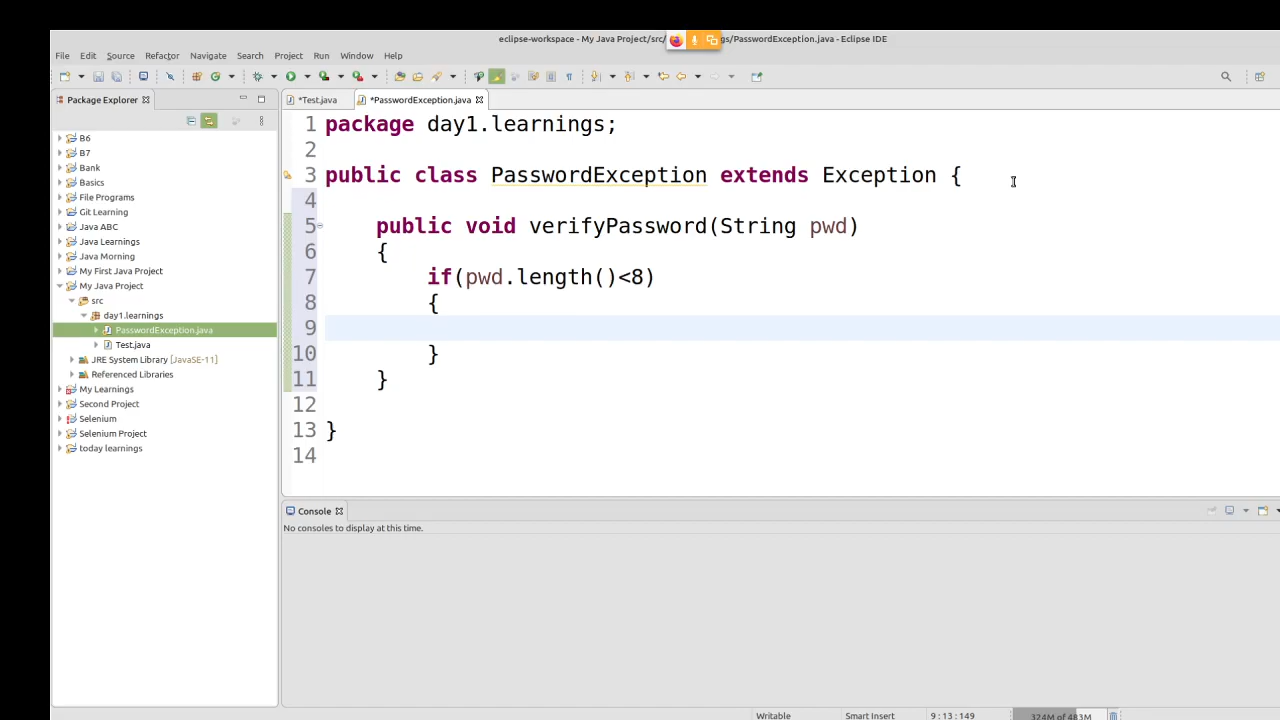 eclipse-workspace - My Java Project/src/ gs/PasswordException.java - Eclipse IDE
File Edit Source Refactor Navigate Search Project Run Window Help
Package Explorer
*Test.java *PasswordException.java
B6
B7
Bank
Basics
File Programs
Git Learning
Java ABC
Java Learnings
Java Morning
My First Java Project
My Java Project
src
day1.learnings
PasswordException.java
Test.java
JRE System Library [JavaSE-11]
Referenced Libraries
My Learnings
Second Project
Selenium
Selenium Project
today learnings
1 package day1.learnings;
2
3 public class PasswordException extends Exception {
4
5 public void verifyPassword(String pwd)
6 {
7 if(pwd.length()<8)
8 {
9
10 }
11 }
12
13 }
14
Console
No consoles to display at this time.
Writable Smart Insert 9:13:149 324M of 483M